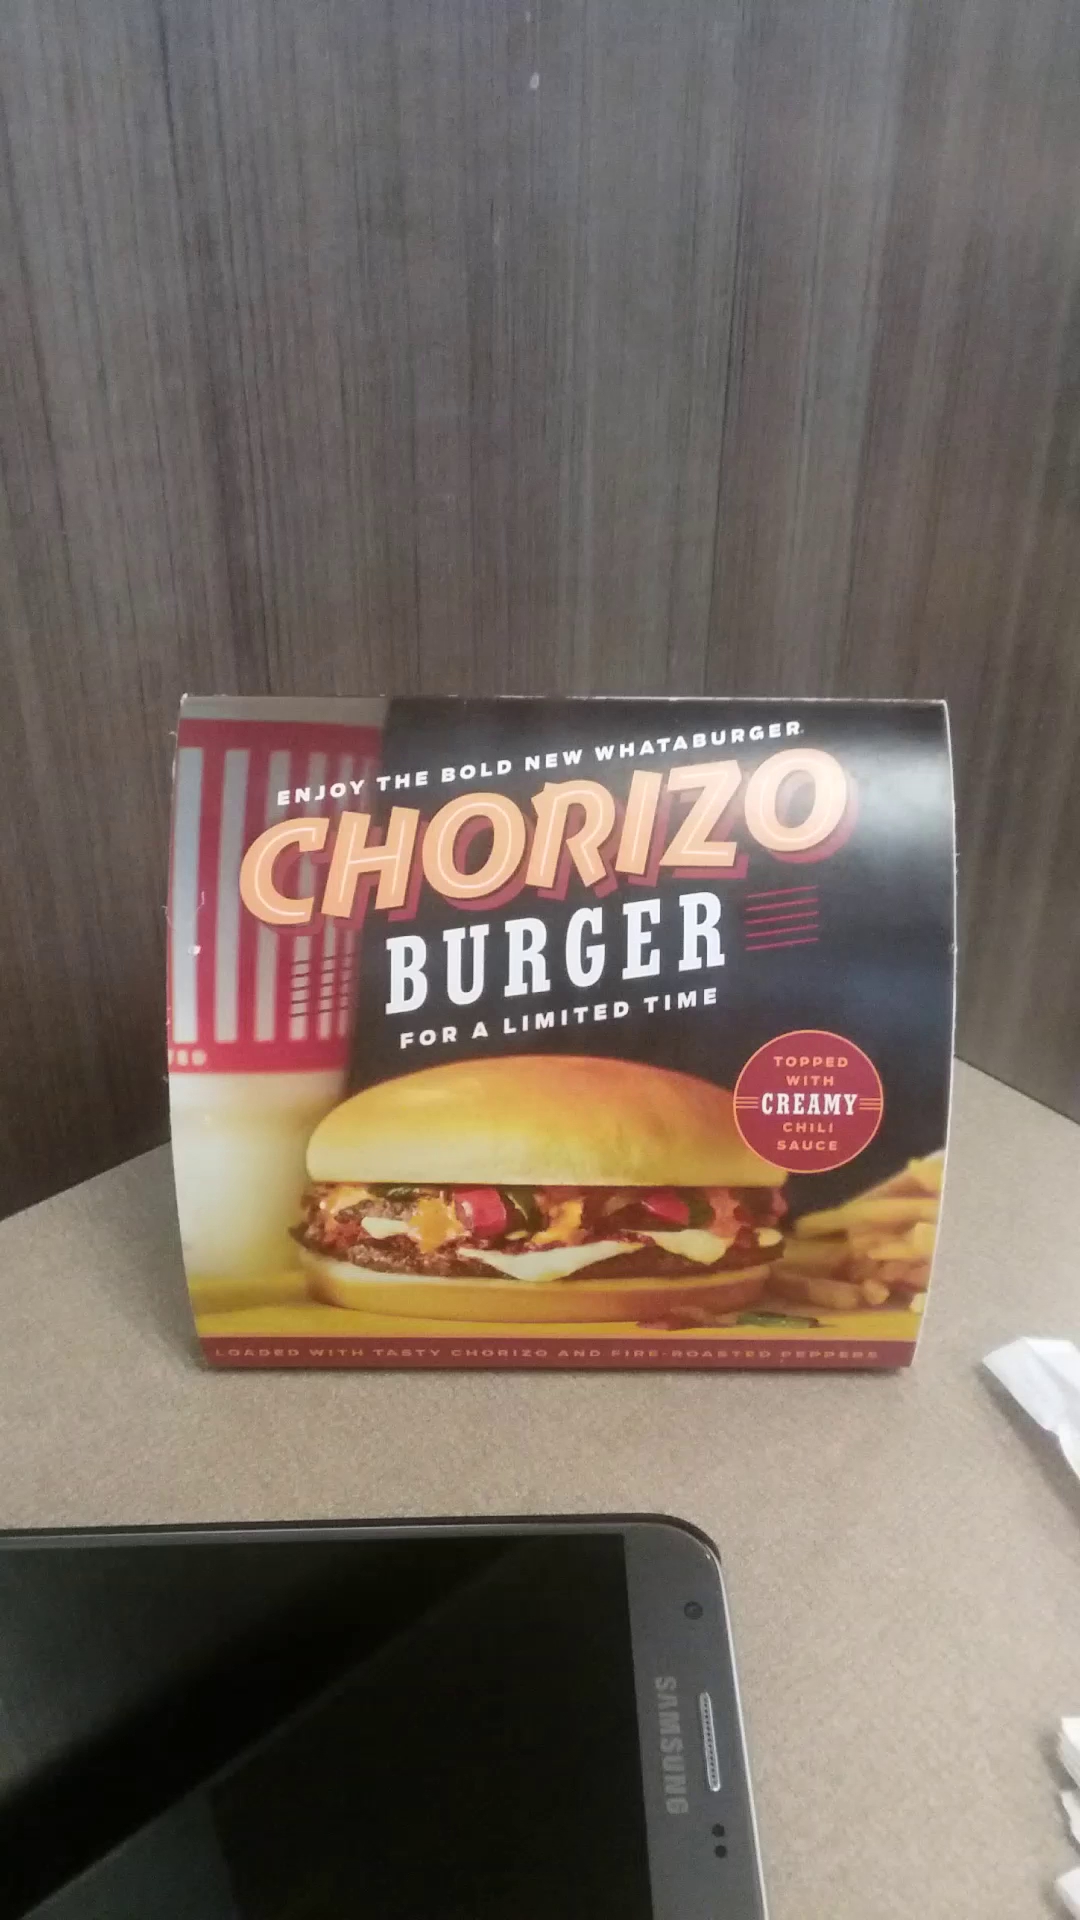 ENJOY THE BOLD NEW WHATABURGER
CHORIZO
BURGER
FOR A LIMITED TIME
TOPPED
WITH
CREAMY
CHILI
SAUCE
LOADED WITH TASTY CHORIZO AND FIRE-ROASTED PEPPERS
SAMSUNG